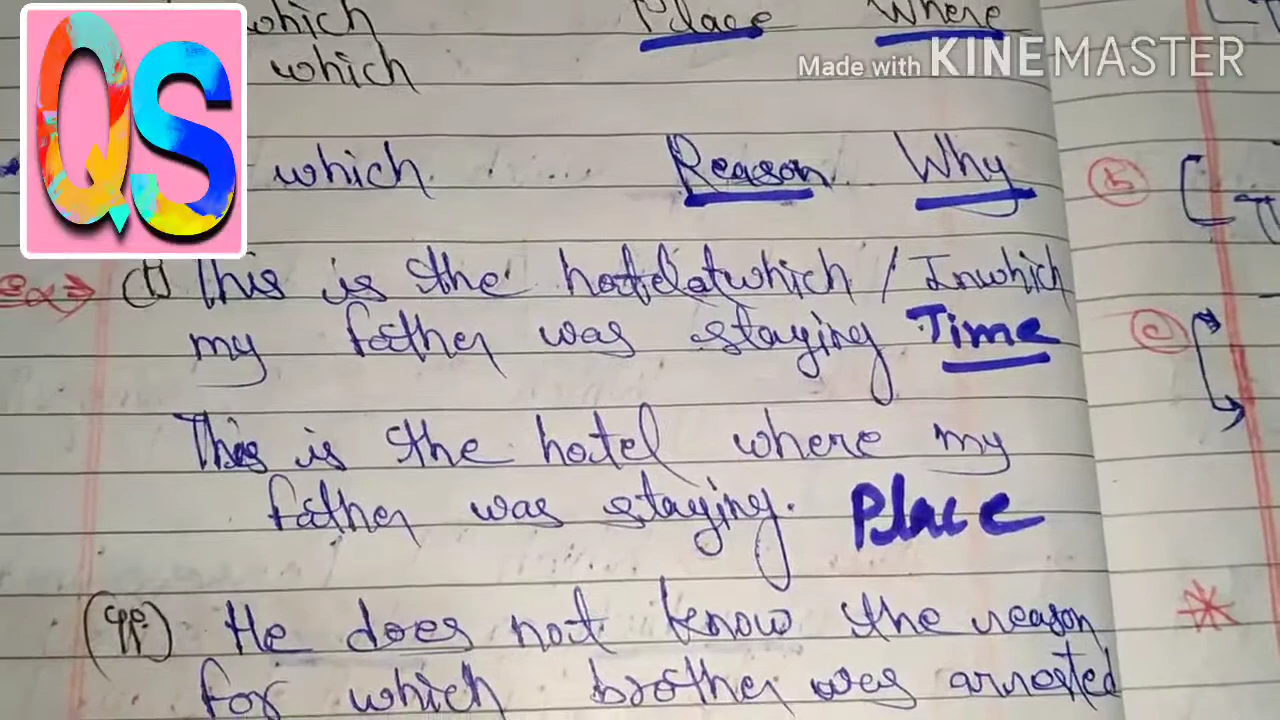 which Place Where
which
Made with KINEMASTER
QS
which. .... Reason Why
Ex (i) This is the hotel at which / In which
my father was staying Time
This is the hotel where my
father was staying. Place
(ii) He does not know the reason
for which brother was arrested